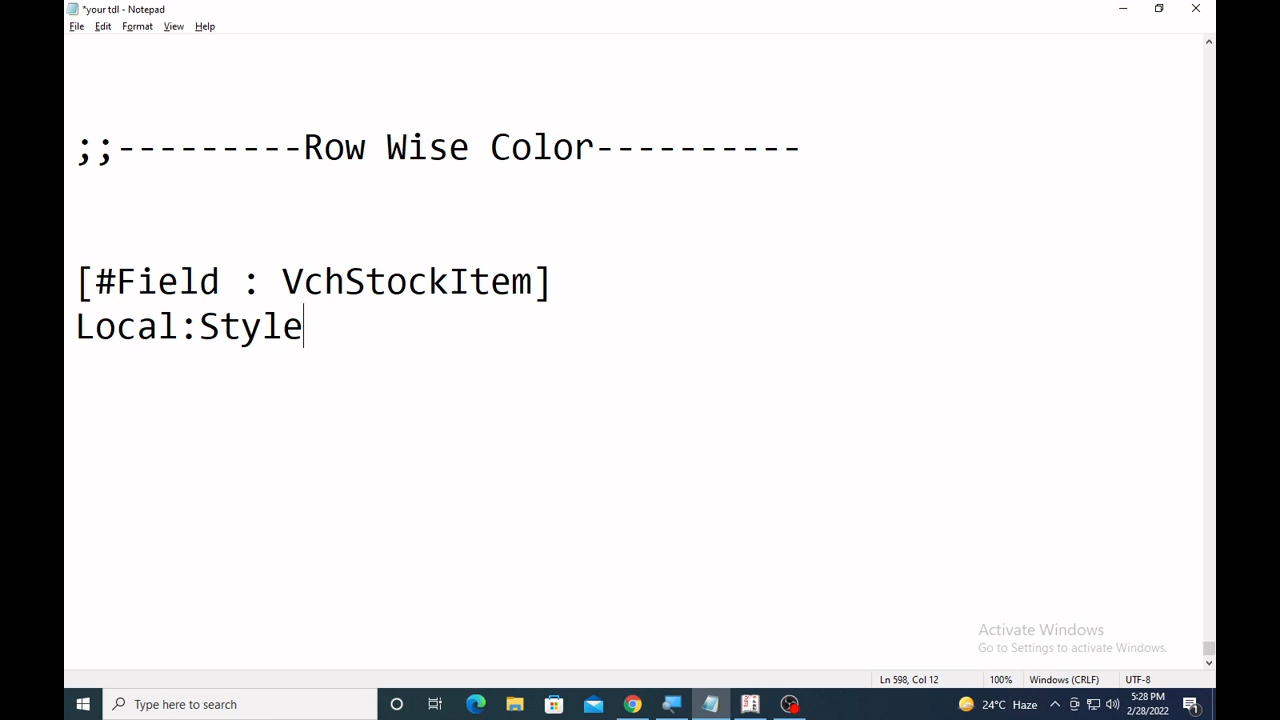 *your tdl - Notepad
File Edit Format View Help
;;---------Row Wise Color----------
[#Field : VchStockItem]
Local:Style
Activate Windows
Go to Settings to activate Windows.
Ln 598, Col 12 100% Windows (CRLF) UTF-8
Type here to search
24°C Haze
5:28 PM
2/28/2022
1